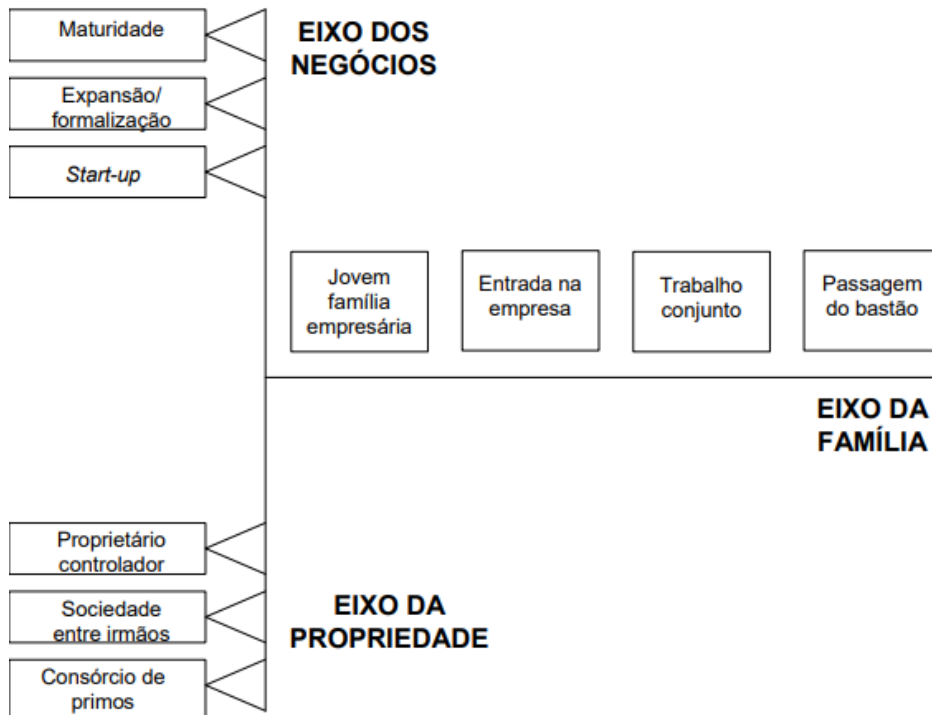 Maturidade
EIXO DOS
NEGÓCIOS
Expansão/
formalização
Start-up
Jovem
família
empresária
Entrada na
empresa
Trabalho
conjunto
Passagem
do bastão
EIXO DA
FAMÍLIA
Proprietário
controlador
Sociedade
entre irmãos
EIXO DA
PROPRIEDADE
Consórcio de
primos